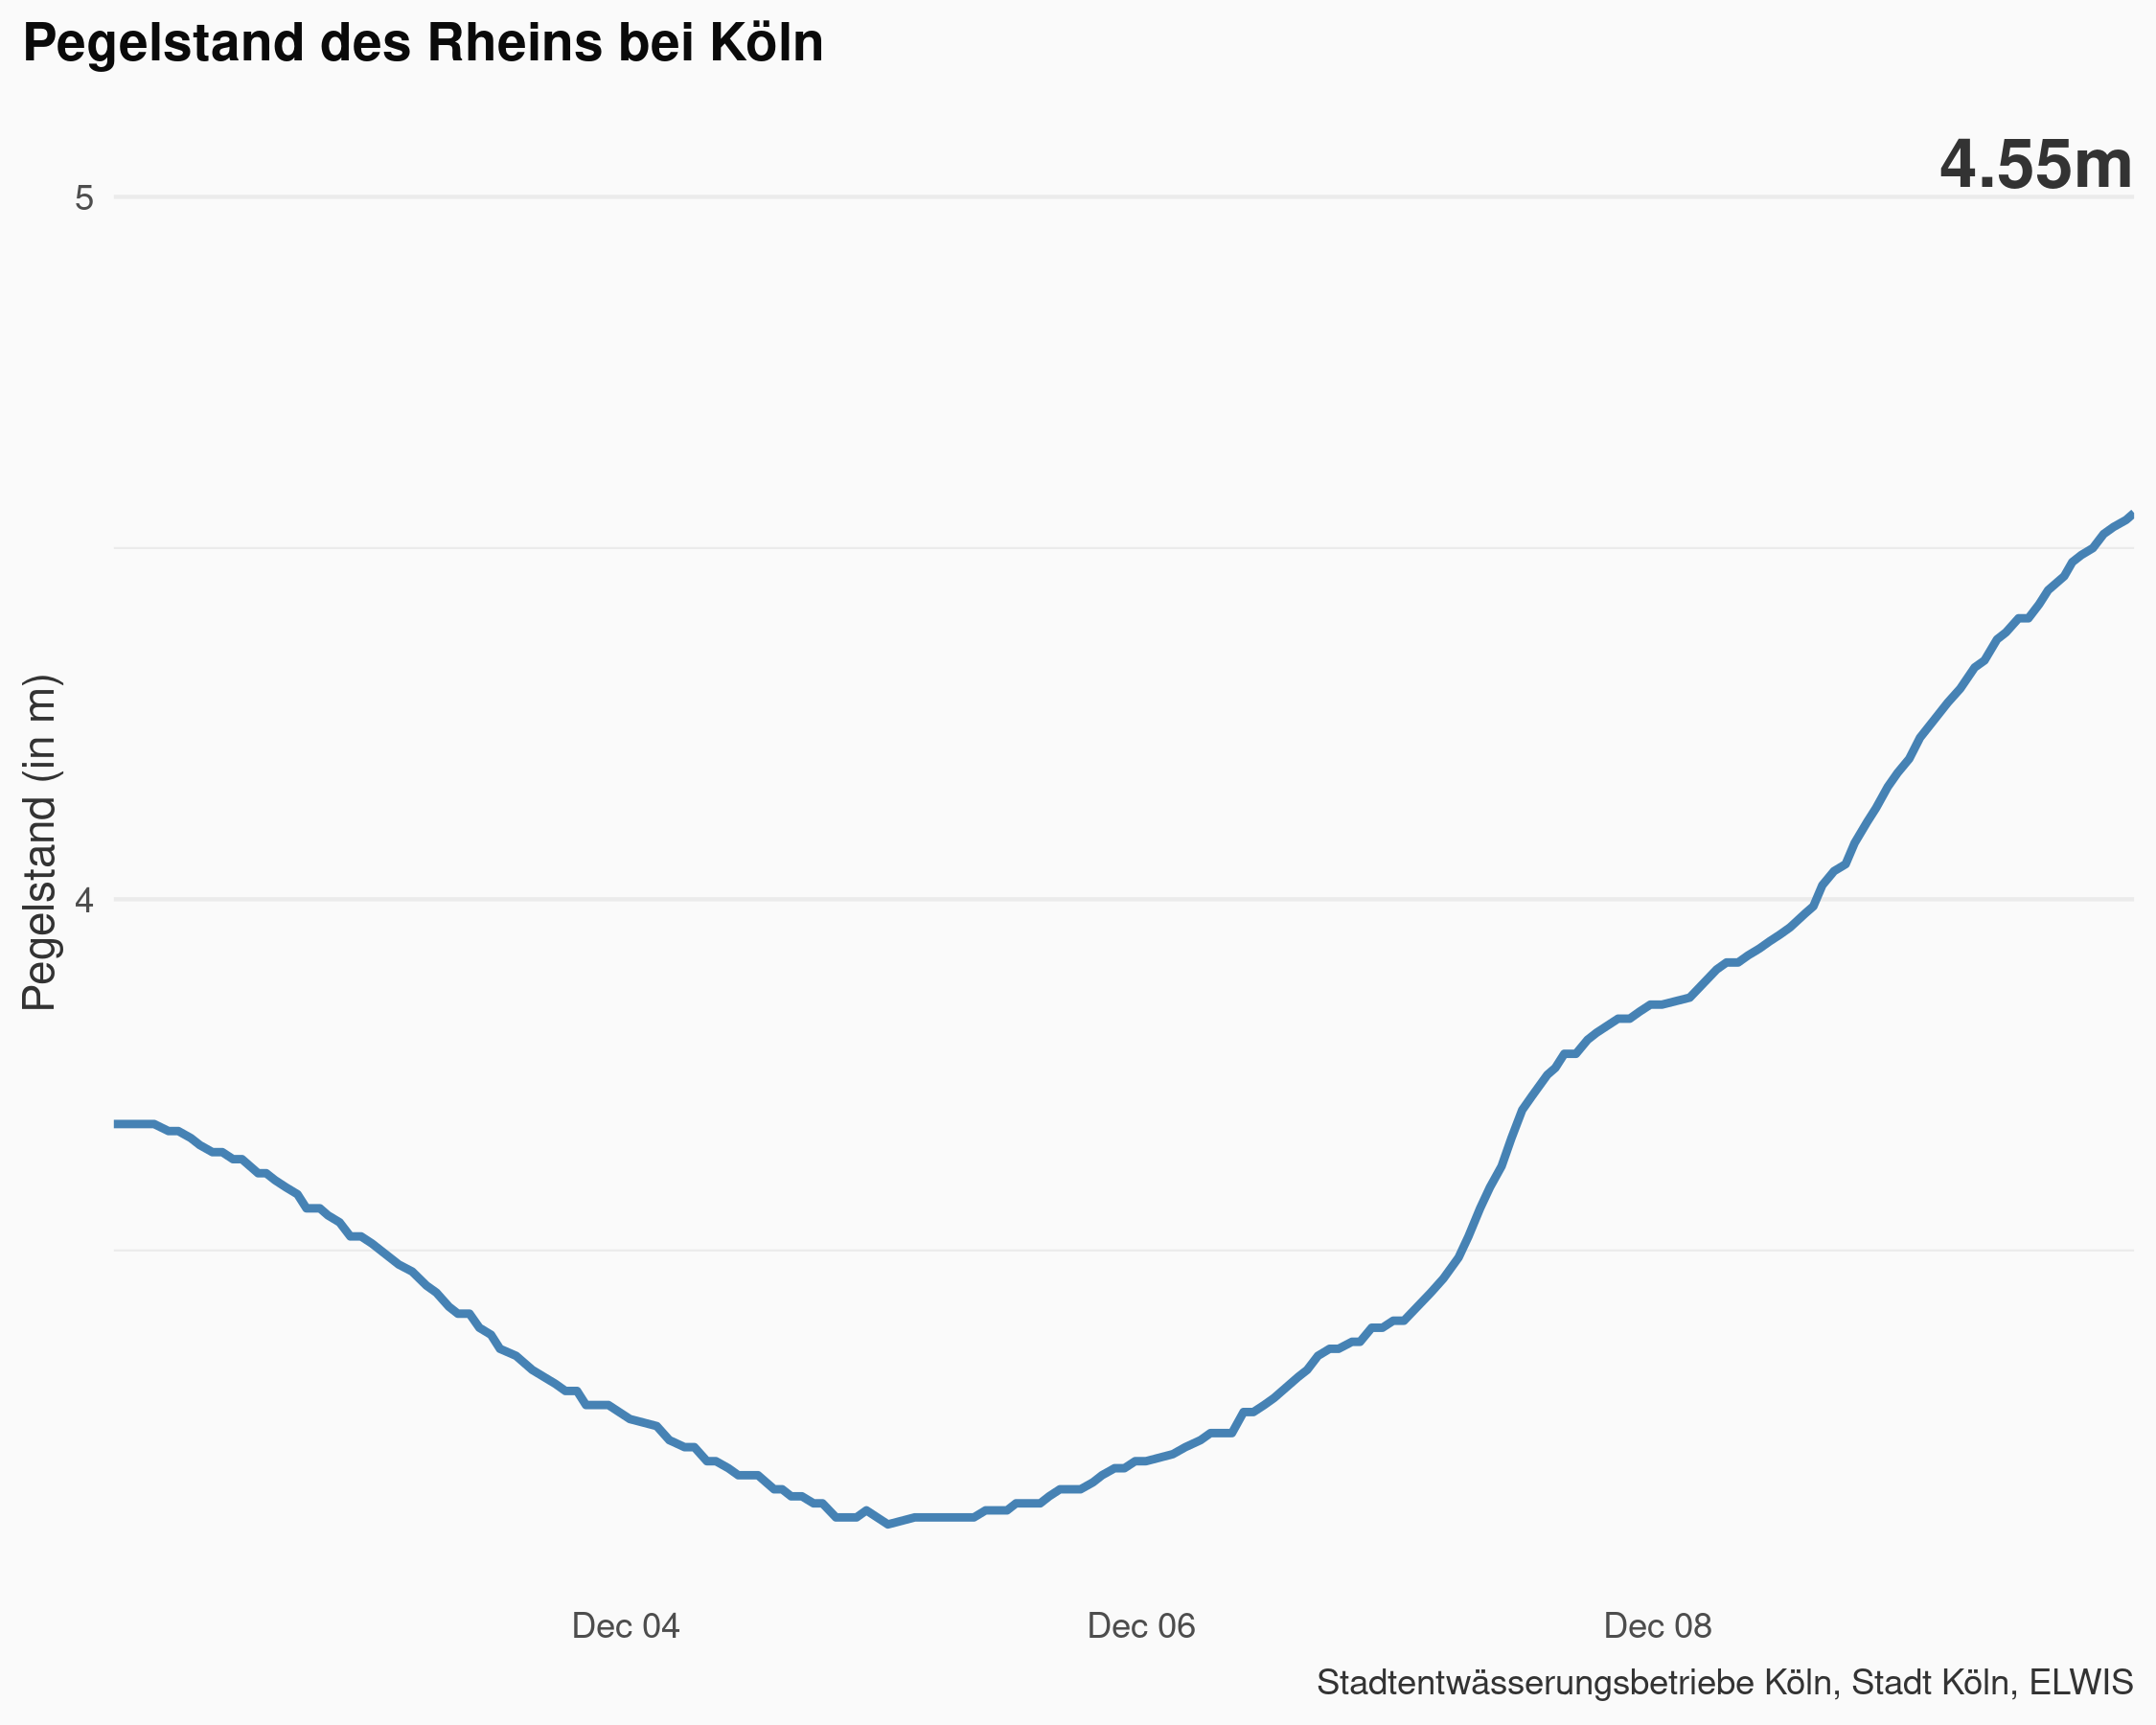 Pegelstand des Rheins bei Köln
4.55m
5
4
Pegelstand (in m)
Dec 04
Dec 06
Dec 08
Stadtentwässerungsbetriebe Köln, Stadt Köln, ELWIS